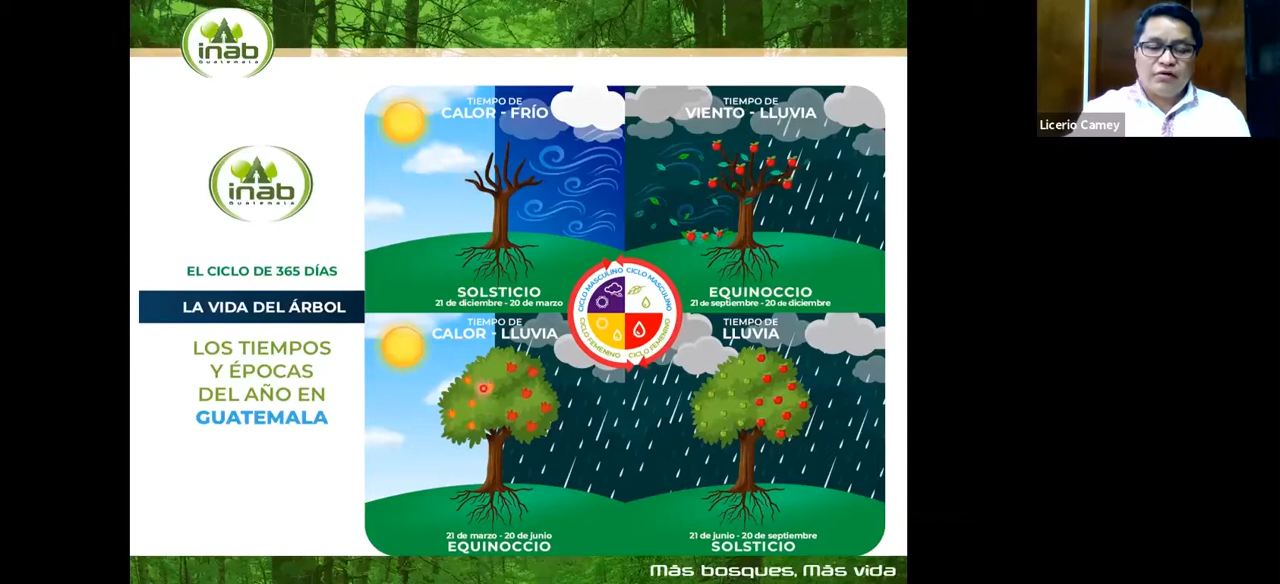 inab
Guatemala
inab
Guatemala
EL CICLO DE 365 DÍAS
LA VIDA DEL ÁRBOL
LOS TIEMPOS
Y ÉPOCAS
DEL AÑO EN
GUATEMALA
TIEMPO DE
CALOR - FRÍO
SOLSTICIO
21 de diciembre - 20 de marzo
TIEMPO DE
VIENTO - LLUVIA
EQUINOCCIO
21 de septiembre - 20 de diciembre
CICLO MASCULINO
CICLO MASCULINO
CICLO FEMENINO
CICLO FEMENINO
TIEMPO DE
CALOR - LLUVIA
21 de marzo - 20 de junio
EQUINOCCIO
TIEMPO DE
LLUVIA
21 de junio - 20 de septiembre
SOLSTICIO
Más bosques, Más vida
Licerio Camey